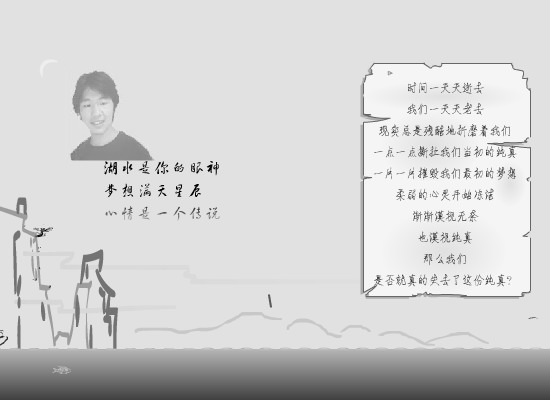 湖水是你的眼神
梦想满天星辰
心情是一个传说
时间一天天逝去
我们一天天老去
现实总是残酷地折磨着我们
一点一点撕扯我们当初的纯真
一片一片摧毁我们最初的梦想
柔弱的心灵开始冻结
渐渐漠视无奈
也漠视纯真
那么我们
是否就真的失去了这份纯真?